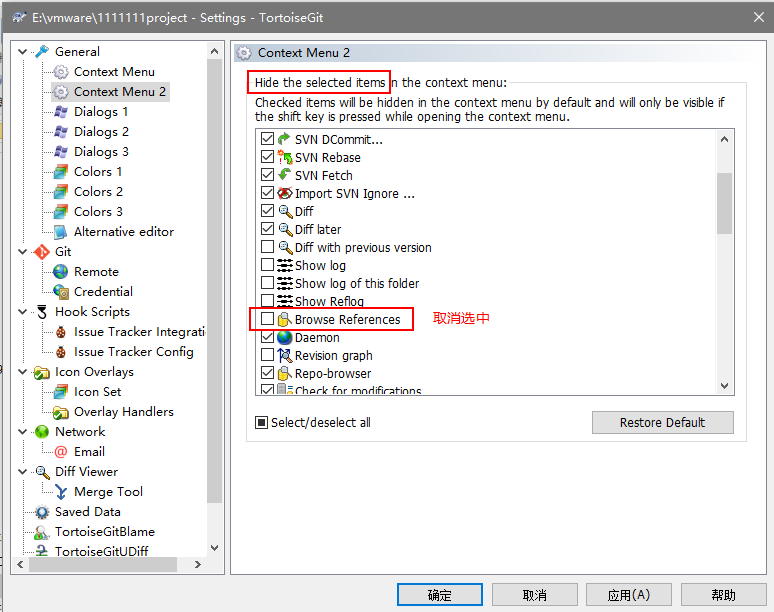 E:\vmware\1111111project - Settings - TortoiseGit
General
Context Menu
Context Menu 2
Dialogs 1
Dialogs 2
Dialogs 3
Colors 1
Colors 2
Colors 3
Alternative editor
Git
Remote
Credential
Hook Scripts
Issue Tracker Integrati
Issue Tracker Config
Icon Overlays
Icon Set
Overlay Handlers
Network
Email
Diff Viewer
Merge Tool
Saved Data
TortoiseGitBlame
TortoiseGitUDiff
Context Menu 2
Hide the selected items in the context menu:
Checked items will be hidden in the context menu by default and will only be visible if
the shift key is pressed while opening the context menu.
SVN DCommit...
SVN Rebase
SVN Fetch
Import SVN Ignore ...
Diff
Diff later
Diff with previous version
Show log
Show log of this folder
Show Reflog
Browse References 取消选中
Daemon
Revision graph
Repo-browser
Check for modifications
Select/deselect all
Restore Default
确定
取消
应用(A)
帮助